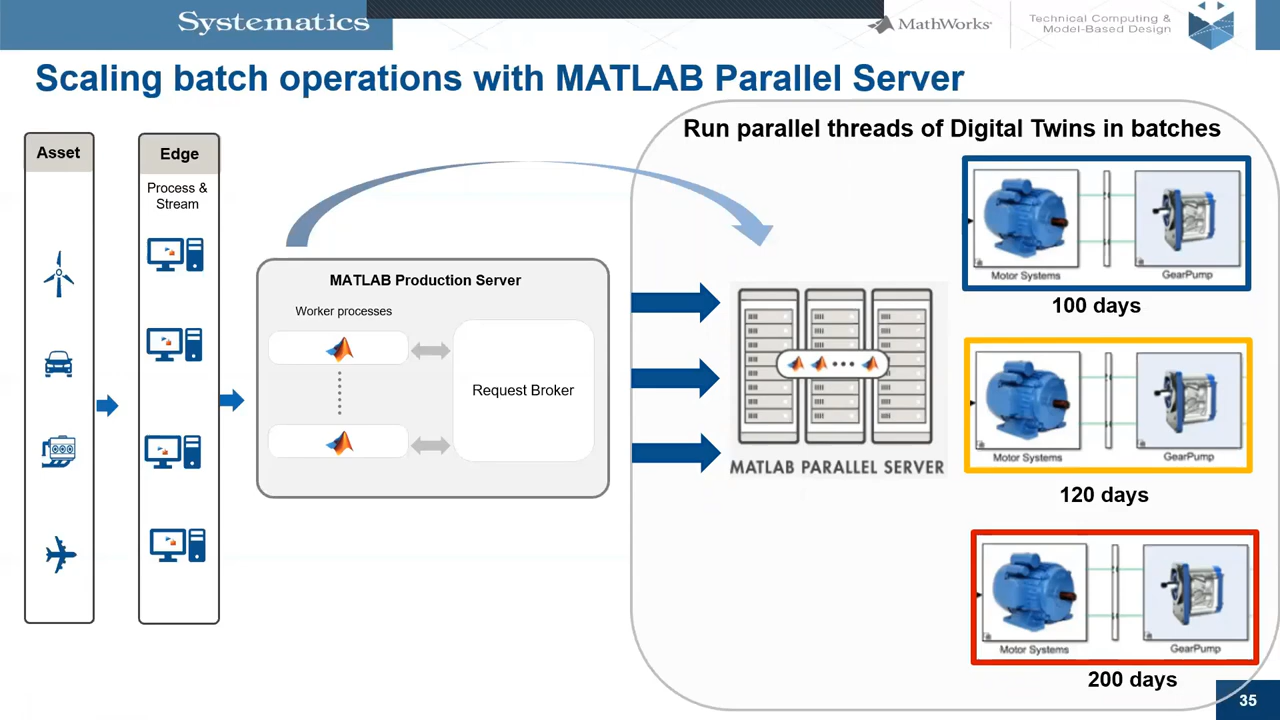 Systematics
MathWorks®
Technical Computing &
Model-Based Design
Scaling batch operations with MATLAB Parallel Server
Asset
Edge
Process &
Stream
MATLAB Production Server
Worker processes
Request Broker
Run parallel threads of Digital Twins in batches
MATLAB PARALLEL SERVER
Motor Systems
GearPump
100 days
Motor Systems
GearPump
120 days
Motor Systems
GearPump
200 days
35